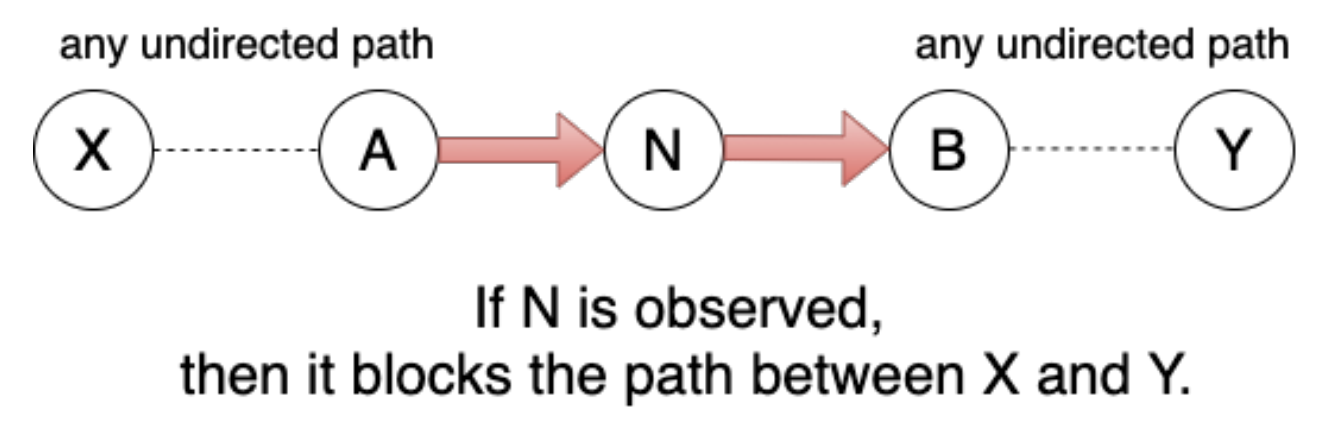 any undirected path
any undirected path
X
A
N
B
Y
If N is observed,
then it blocks the path between X and Y.